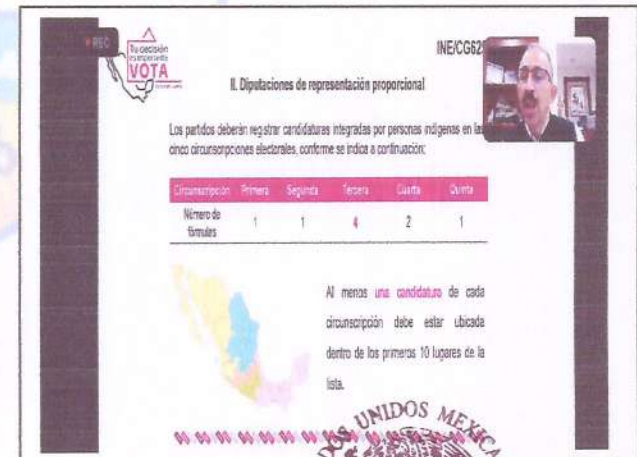 REC
Tu decisión
es importante
VOTA
INE/CG625
II. Diputaciones de representación proporcional
Los partidos deberán registrar candidaturas integradas por personas indígenas en las
cinco circunscripciones electorales, conforme se indica a continuación:
Circunscripción Primera Segunda Tercera Cuarta Quinta
Número de
fórmulas 1 1 4 2 1
Al menos una candidatura de cada
circunscripción debe estar ubicada
dentro de los primeros 10 lugares de la
lista.
UNIDOS MEXICA